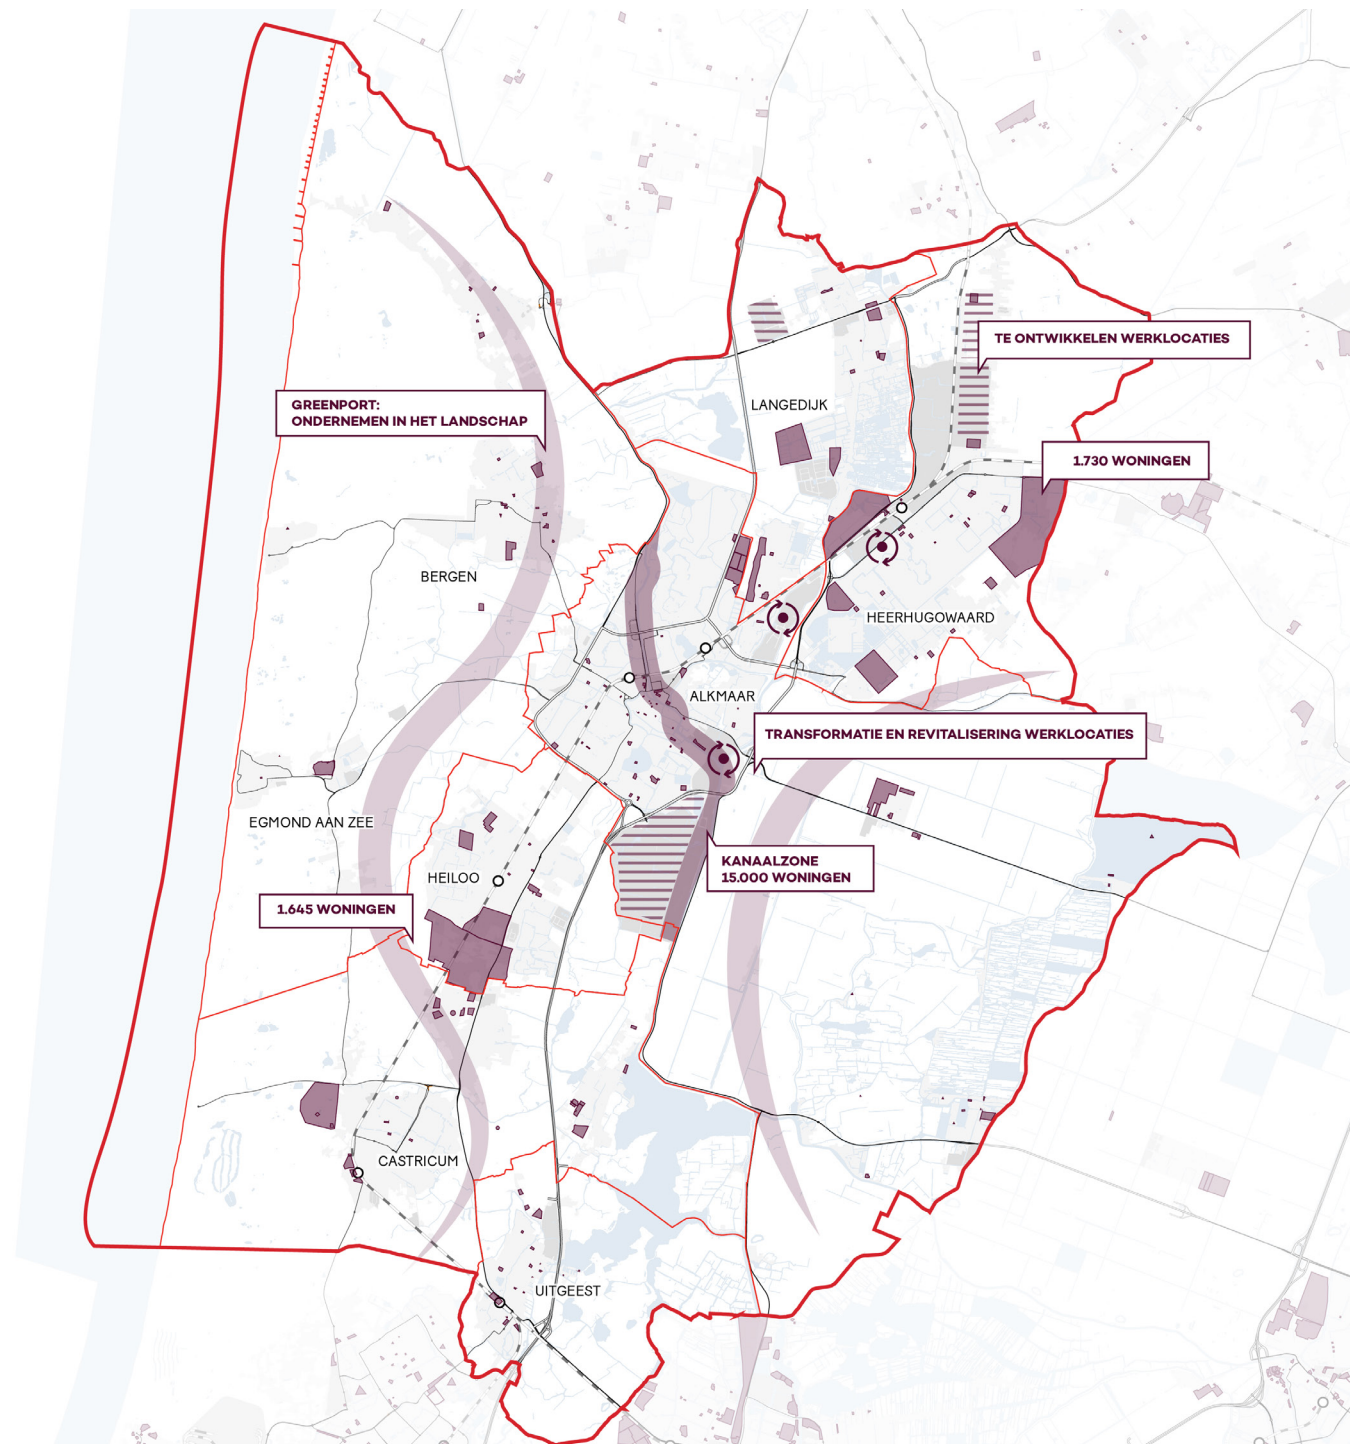 TE ONTWIKKELEN WERKLOCATIES
GREENPORT:
ONDERNEMEN IN HET LANDSCHAP
LANGEDIJK
1.730 WONINGEN
BERGEN
HEERHUGOWAARD
ALKMAAR
TRANSFORMATIE EN REVITALISERING WERKLOCATIES
EGMOND AAN ZEE
KANAALZONE
15.000 WONINGEN
HEILOO
1.645 WONINGEN
CASTRICUM
UITGEEST